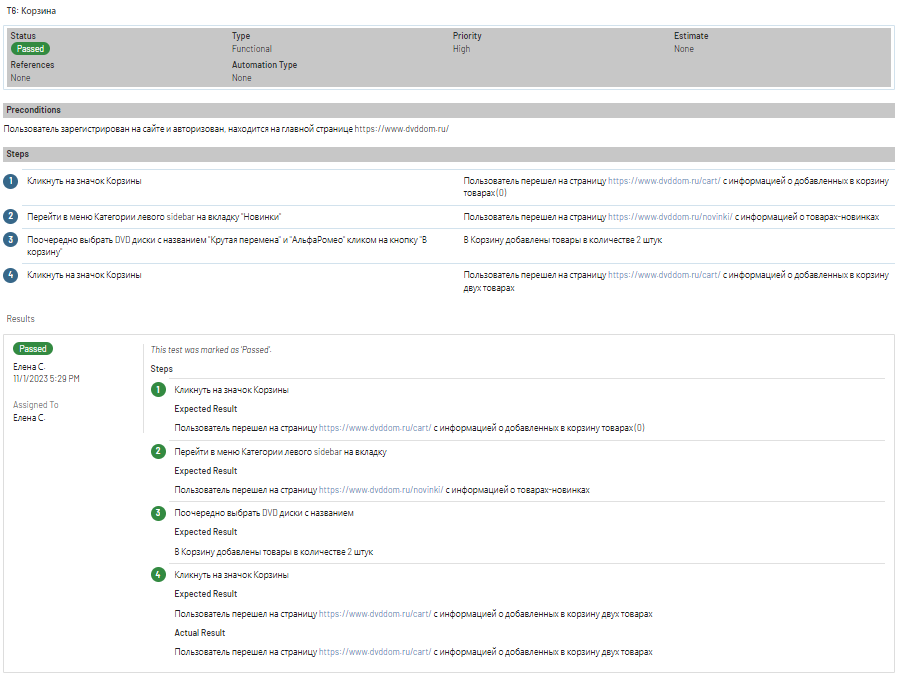 T6: Корзина
Status
Type
Priority
Estimate
Passed
Functional
High
None
References
Automation Type
None
None
Preconditions
Пользователь зарегистрирован на сайте и авторизован, находится на главной странице https://www.dvddom.ru/
Steps
1 Кликнуть на значок Корзины
Пользователь перешел на страницу https://www.dvddom.ru/cart/ с информацией о добавленных в корзину
товарах(0)
2 Перейти в меню Категории левого sidebar на вкладку "Новинки"
Пользователь перешел на страницу https://www.dvddom.ru/novinki/ с информацией о товарах-новинках
3 Поочередно выбрать DVD диски с названием "Крутая перемена" и "АльфаРомео" кликом на кнопку "В
корзину"
В Корзину добавлены товары в количестве 2 штук
4 Кликнуть на значок Корзины
Пользователь перешел на страницу https://www.dvddom.ru/cart/ с информацией о добавленных в корзину
двух товарах
Results
Passed
Елена С.
11/1/2023 5:29 PM
Assigned To
Елена С.
This test was marked as 'Passed'.
Steps
1 Кликнуть на значок Корзины
Expected Result
Пользователь перешел на страницу https://www.dvddom.ru/cart/ с информацией о добавленных в корзину товарах(0)
2 Перейти в меню Категории левого sidebar на вкладку
Expected Result
Пользователь перешел на страницу https://www.dvddom.ru/novinki/ с информацией о товарах-новинках
3 Поочередно выбрать DVD диски с названием
Expected Result
В Корзину добавлены товары в количестве 2 штук
4 Кликнуть на значок Корзины
Expected Result
Пользователь перешел на страницу https://www.dvddom.ru/cart/ с информацией о добавленных в корзину двух товарах
Actual Result
Пользователь перешел на страницу https://www.dvddom.ru/cart/ с информацией о добавленных в корзину двух товарах